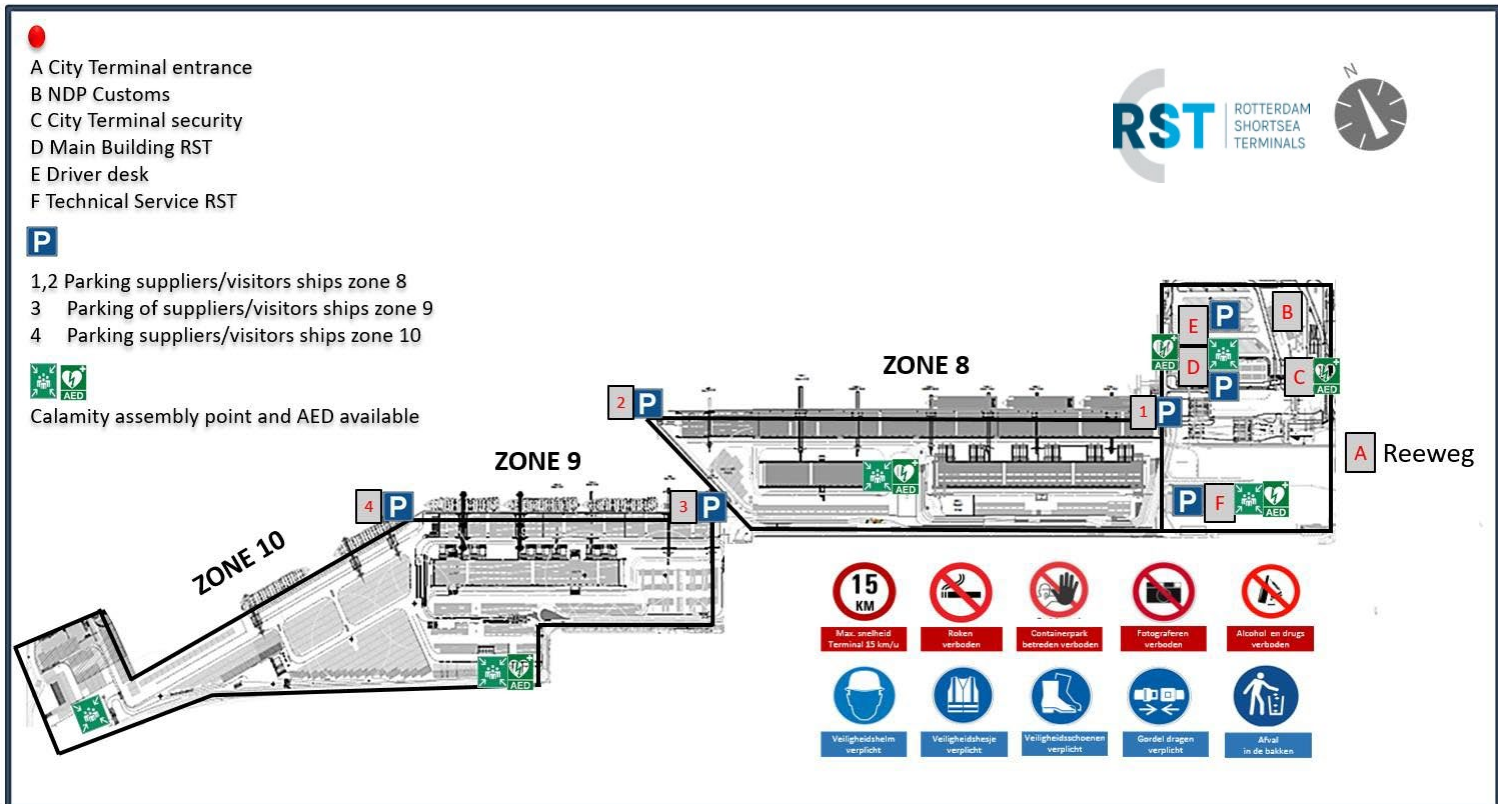 A City Terminal entrance
B NDP Customs
C City Terminal security
D Main Building RST
E Driver desk
F Technical Service RST
P
1,2 Parking suppliers/visitors ships zone 8
3 Parking of suppliers/visitors ships zone 9
4 Parking suppliers/visitors ships zone 10
AED
Calamity assembly point and AED available
RST
ROTTERDAM
SHORTSEA
TERMINALS
N
E P B
AED D P C AED
ZONE 8
2 P
1 P
A Reeweg
AED
P F AED
ZONE 9
4 P
3 P
ZONE 10
AED
15
KM
Max. snelheid
Terminal 15 km/u
Roken
verboden
Containerpark
betreden verboden
Fotograferen
verboden
Alcohol en drugs
verboden
Veiligheidshelm
verplicht
Veiligheidshesje
verplicht
Veiligheidsschoenen
verplicht
Gordel dragen
verplicht
Afval
in de bakken